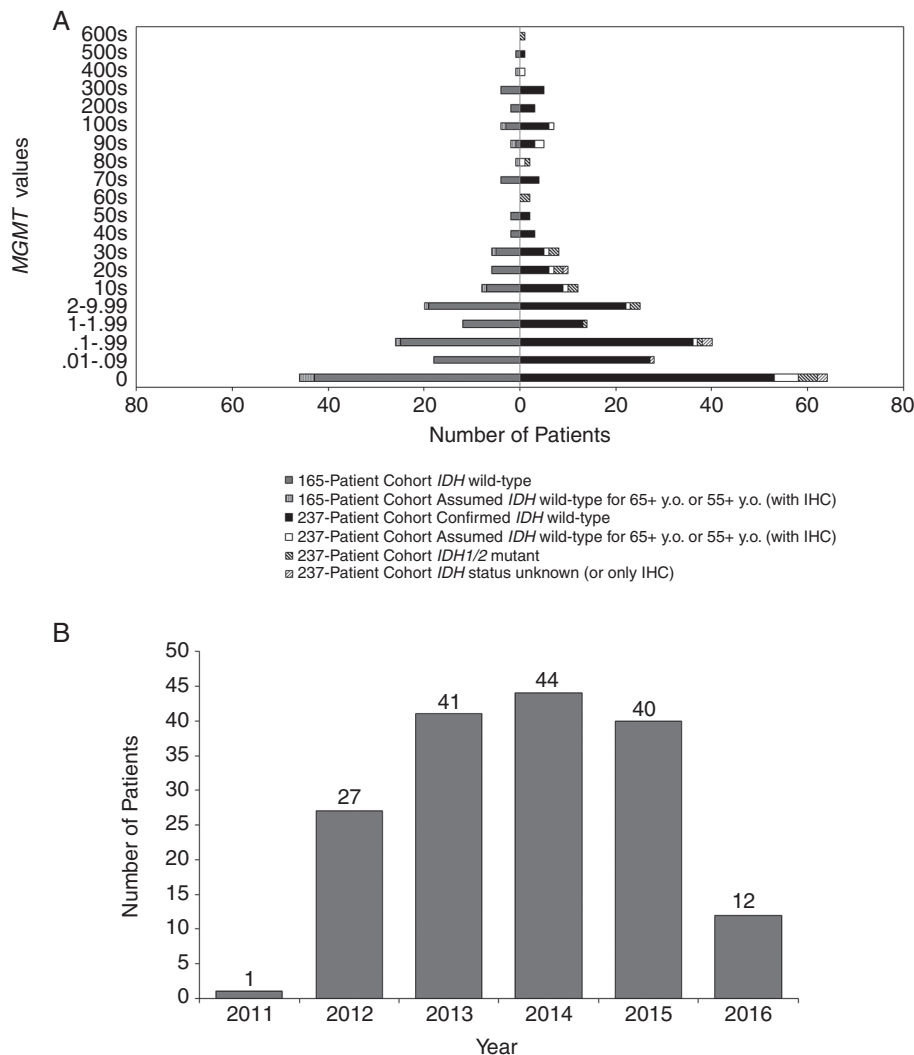 A
600s
500s
400s
300s
200s
100s
90s
80s
70s
60s
50s
40s
30s
20s
10s
2-9.99
1-1.99
.1-.99
.01-.09
0
MGMT values
80 60 40 20 0 20 40 60 80
Number of Patients
165-Patient Cohort IDH wild-type
165-Patient Cohort Assumed IDH wild-type for 65+ y.o. or 55+ y.o. (with IHC)
237-Patient Cohort Confirmed IDH wild-type
237-Patient Cohort Assumed IDH wild-type for 65+ y.o. or 55+ y.o. (with IHC)
237-Patient Cohort IDH1/2 mutant
237-Patient Cohort IDH status unknown (or only IHC)
B
50
45
40
35
30
25
20
15
10
5
0
Number of Patients
1
27
41
44
40
12
2011 2012 2013 2014 2015 2016
Year